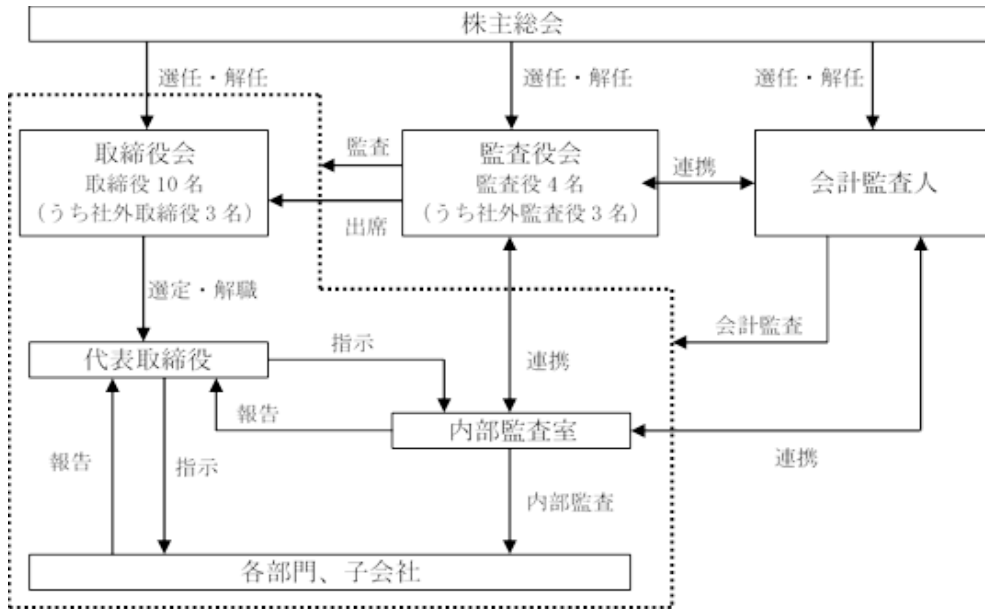 株主総会
選任・解任
選任・解任
選任・解任
取締役会
取締役10名
（うち社外取締役3名）
監査
出席
監査役会
監査役4名
（うち社外監査役3名）
連携
会計監査人
選定・解職
会計監査
代表取締役
指示
連携
報告
内部監査室
連携
報告
指示
内部監査
各部門、子会社